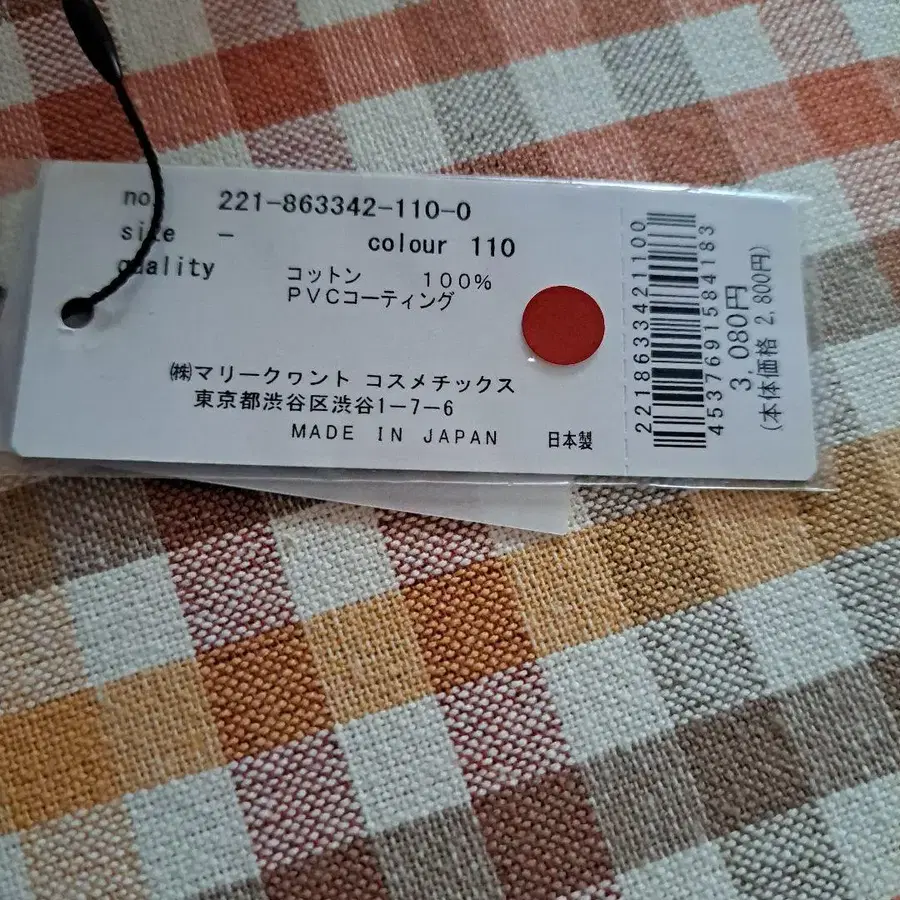 no. 221-863342-110-0
size - colour 110
quality コットン 100%
PVCコーティング
㈱マリークヮント コスメチックス
東京都渋谷区渋谷1-7-6
MADE IN JAPAN 日本製
2218633421100
4537691584183
3,080円
(本体価格 2,800円)